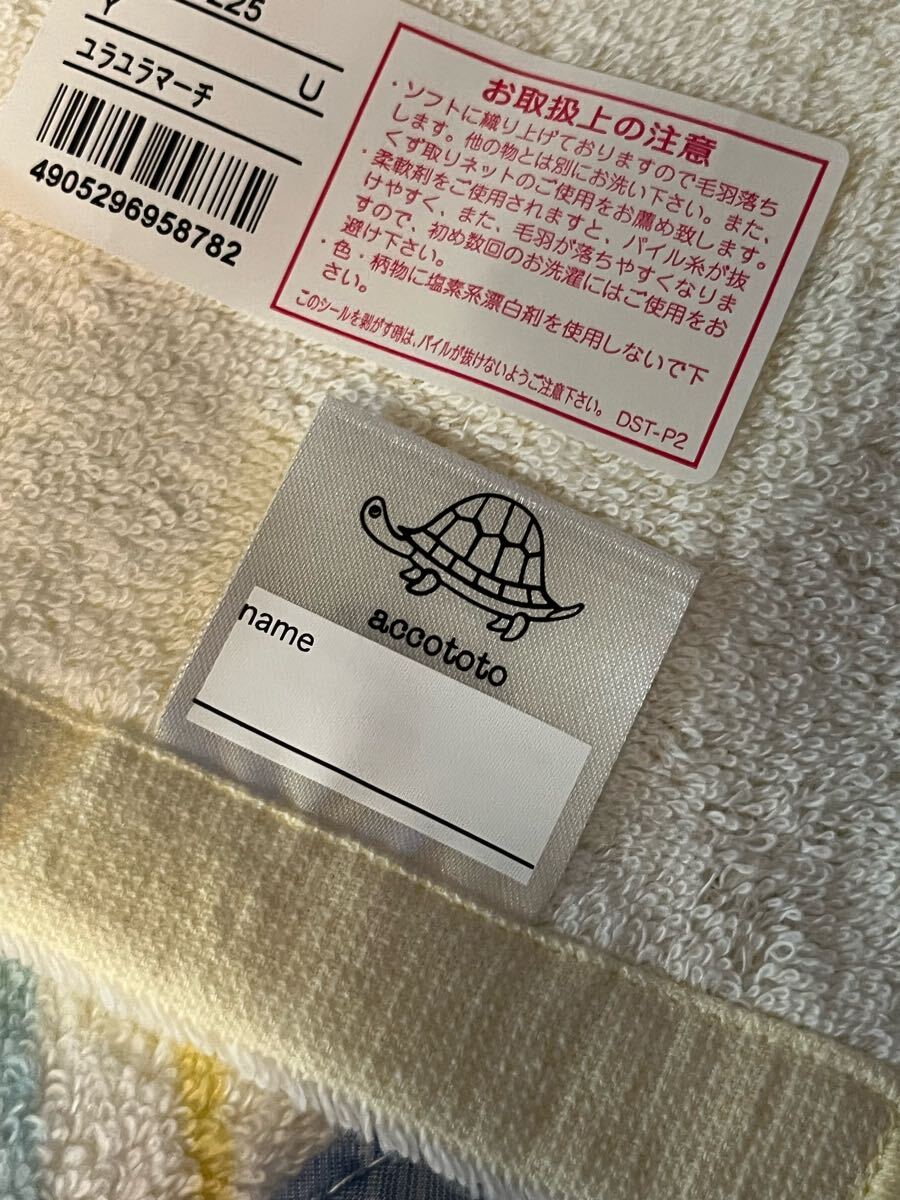 225
Y
U
ユラユラマーチ
4905296958782
お取扱上の注意
・ソフトに織り上げておりますので毛羽落ち
します。他の物とは別にお洗い下さい。また、
くず取りネットのご使用をお薦め致します。
・柔軟剤をご使用されますと、パイル糸が抜
けやすく、また、毛羽が落ちやすくなりま
すので、初め数回のお洗濯にはご使用をお
避け下さい。
・色・柄物に塩素系漂白剤を使用しないで下
さい。
このシールを剥がす時は、パイルが抜けないようご注意下さい。 DST-P2
accototo
name